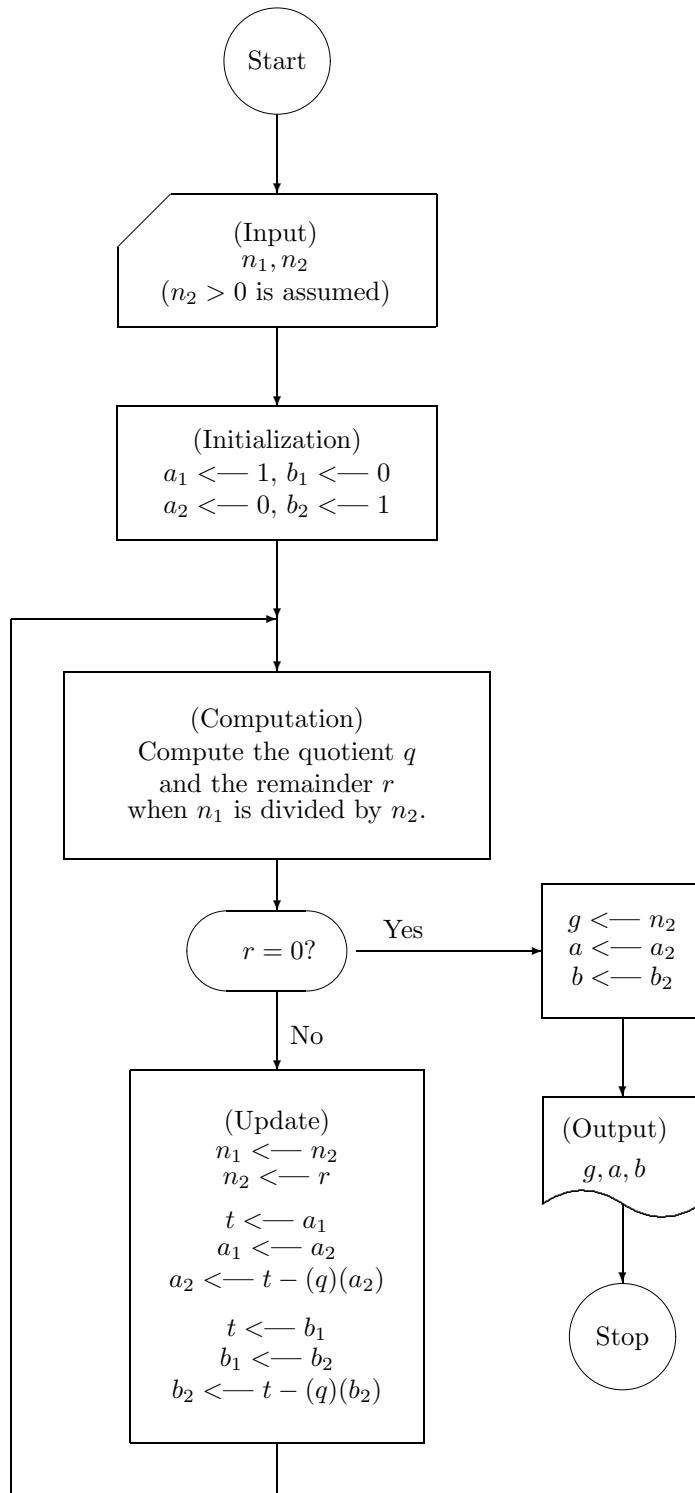 Start
(Input)
n₁, n₂
(n₂ > 0 is assumed)
(Initialization)
a₁ <— 1, b₁ <— 0
a₂ <— 0, b₂ <— 1
(Computation)
Compute the quotient q
and the remainder r
when n₁ is divided by n₂.
r = 0?
Yes
g <— n₂
a <— a₂
b <— b₂
No
(Update)
n₁ <— n₂
n₂ <— r
t <— a₁
a₁ <— a₂
a₂ <— t − (q)(a₂)
t <— b₁
b₁ <— b₂
b₂ <— t − (q)(b₂)
(Output)
g, a, b
Stop